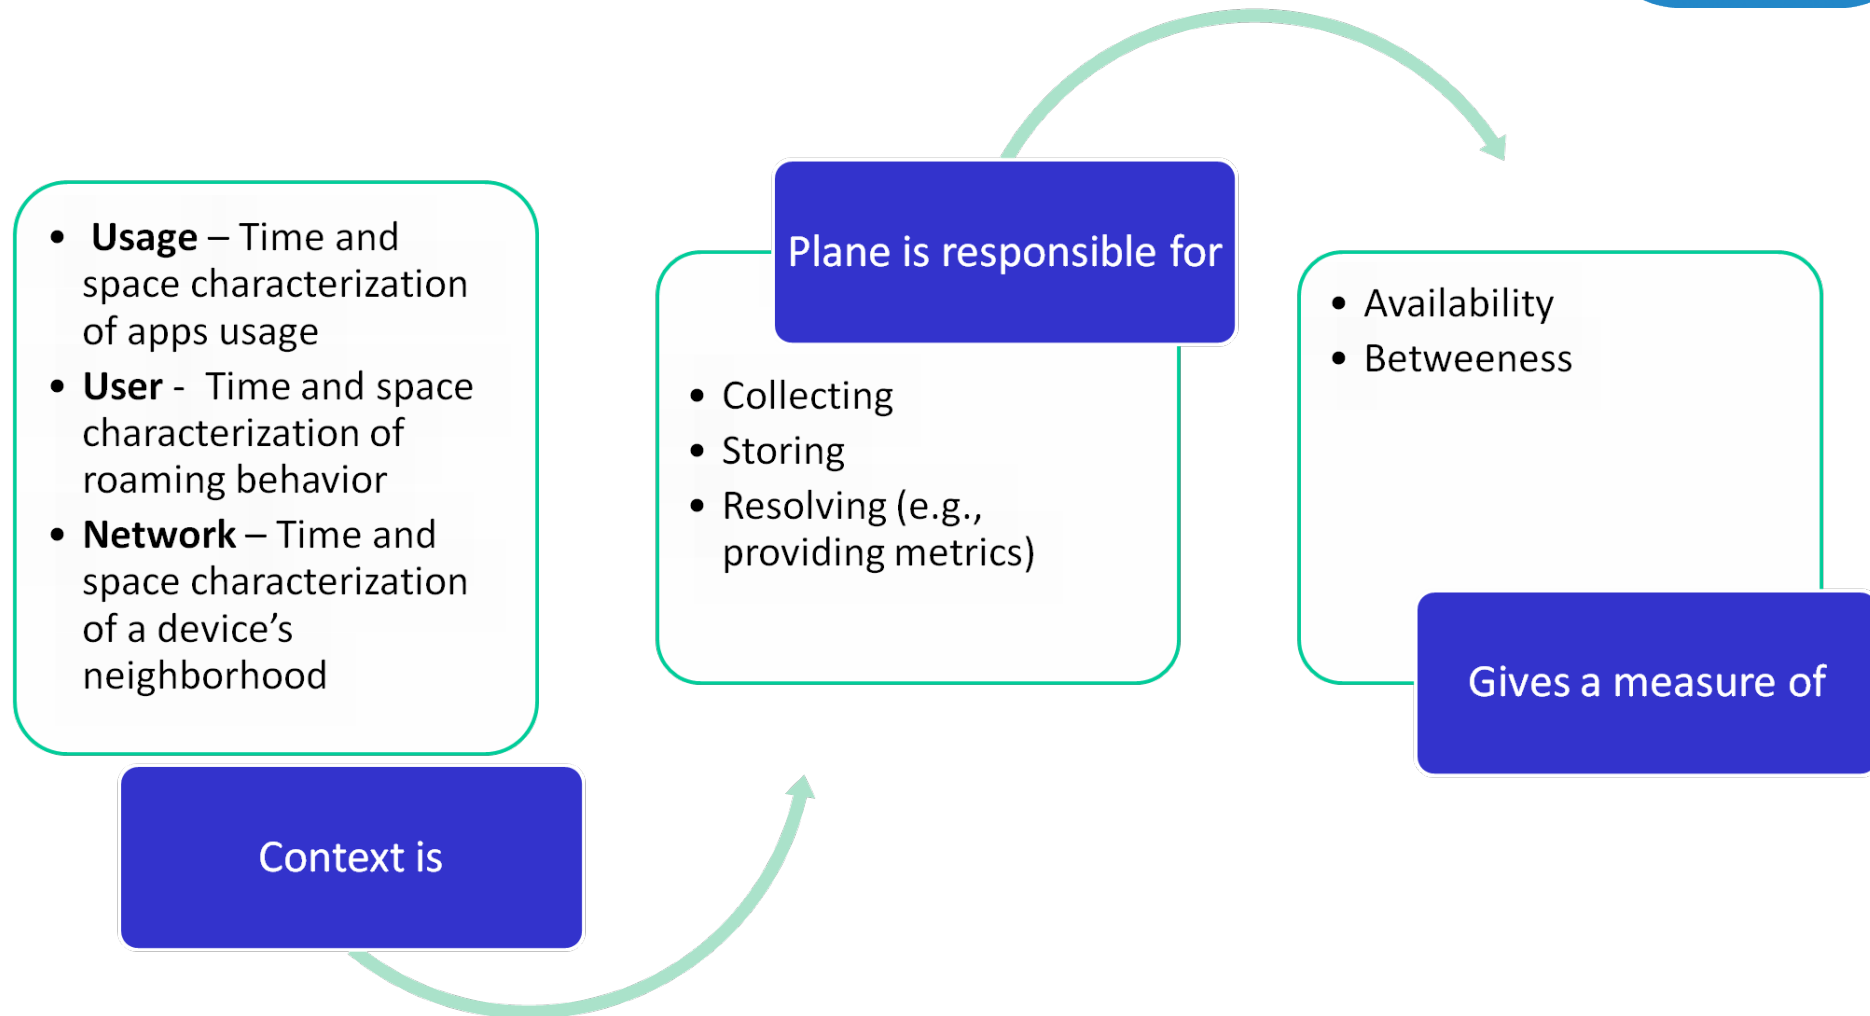 • Usage – Time and
space characterization
of apps usage
• User - Time and space
characterization of
roaming behavior
• Network – Time and
space characterization
of a device’s
neighborhood
Context is
Plane is responsible for
• Collecting
• Storing
• Resolving (e.g.,
providing metrics)
• Availability
• Betweeness
Gives a measure of